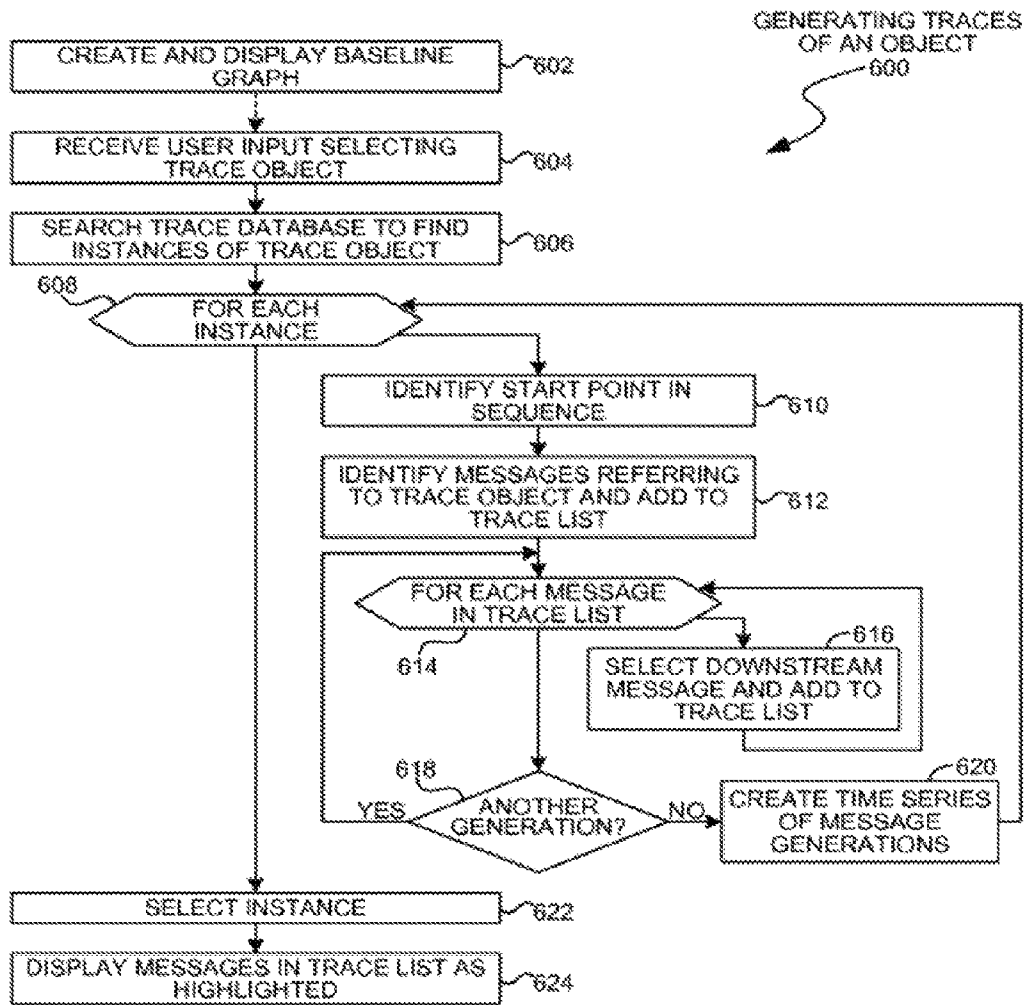 GENERATING TRACES
OF AN OBJECT
600
CREATE AND DISPLAY BASELINE
GRAPH
602
RECEIVE USER INPUT SELECTING
TRACE OBJECT
604
SEARCH TRACE DATABASE TO FIND
INSTANCES OF TRACE OBJECT
606
608
FOR EACH
INSTANCE
IDENTIFY START POINT IN
SEQUENCE
610
IDENTIFY MESSAGES REFERRING
TO TRACE OBJECT AND ADD TO
TRACE LIST
612
FOR EACH MESSAGE
IN TRACE LIST
614
616
SELECT DOWNSTREAM
MESSAGE AND ADD TO
TRACE LIST
618
YES
ANOTHER
GENERATION?
NO
620
CREATE TIME SERIES
OF MESSAGE
GENERATIONS
SELECT INSTANCE
622
DISPLAY MESSAGES IN TRACE LIST AS
HIGHLIGHTED
624